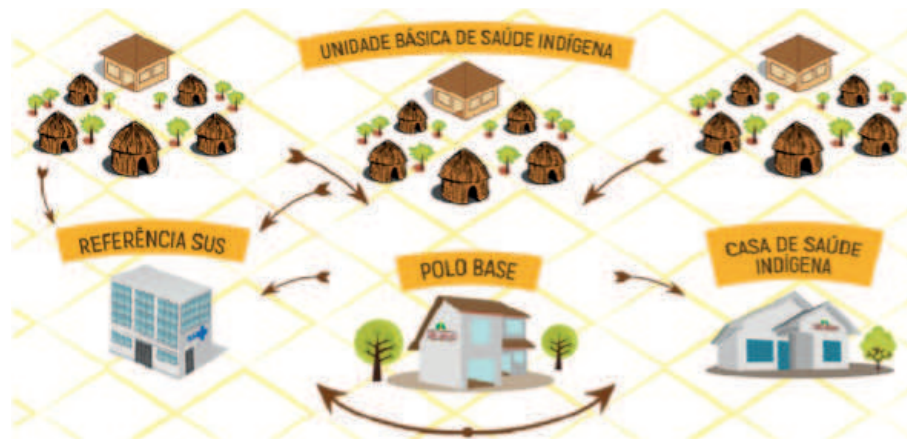 UNIDADE BÁSICA DE SAÚDE INDÍGENA
REFERÊNCIA SUS
POLO BASE
CASA DE SAÚDE
INDÍGENA